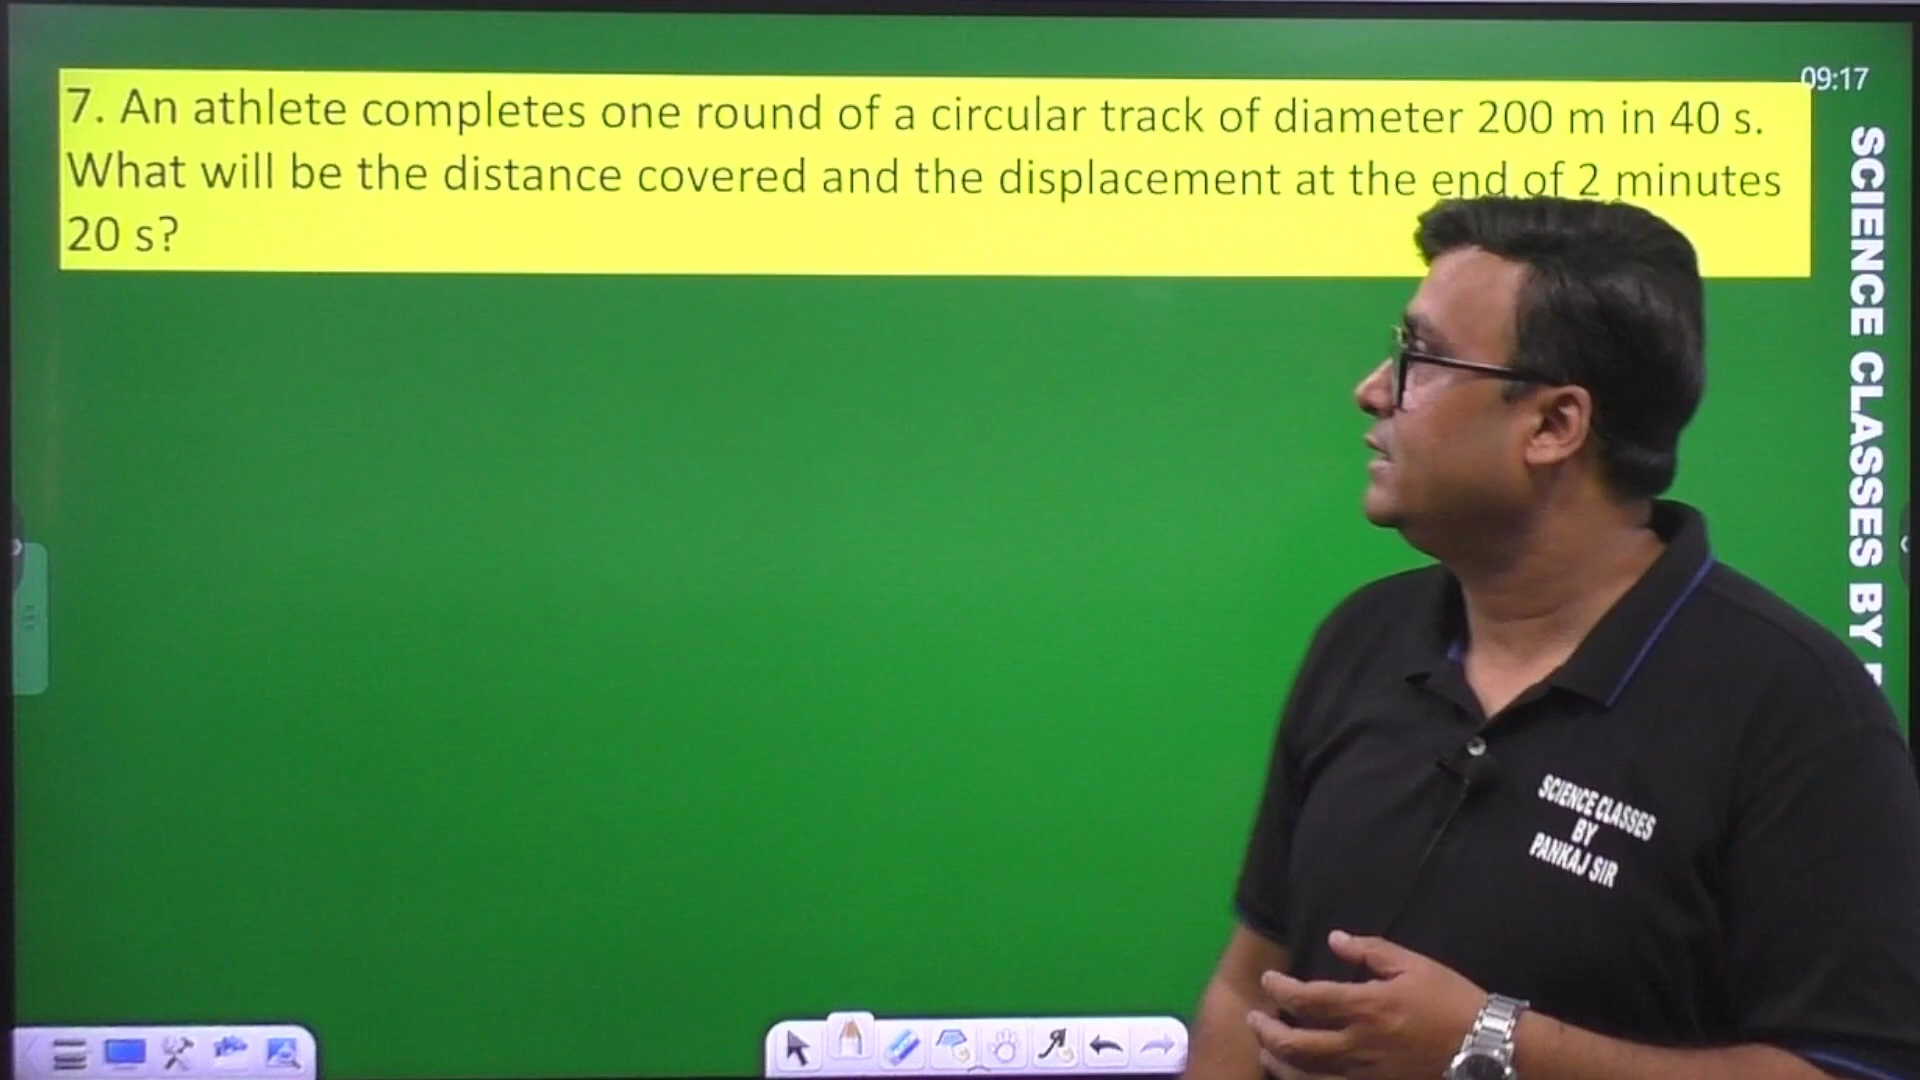 09:17
7. An athlete completes one round of a circular track of diameter 200 m in 40 s.
What will be the distance covered and the displacement at the end of 2 minutes
20 s?
SCIENCE CLASSES BY
SCIENCE CLASSES
BY
PANKAJ SIR